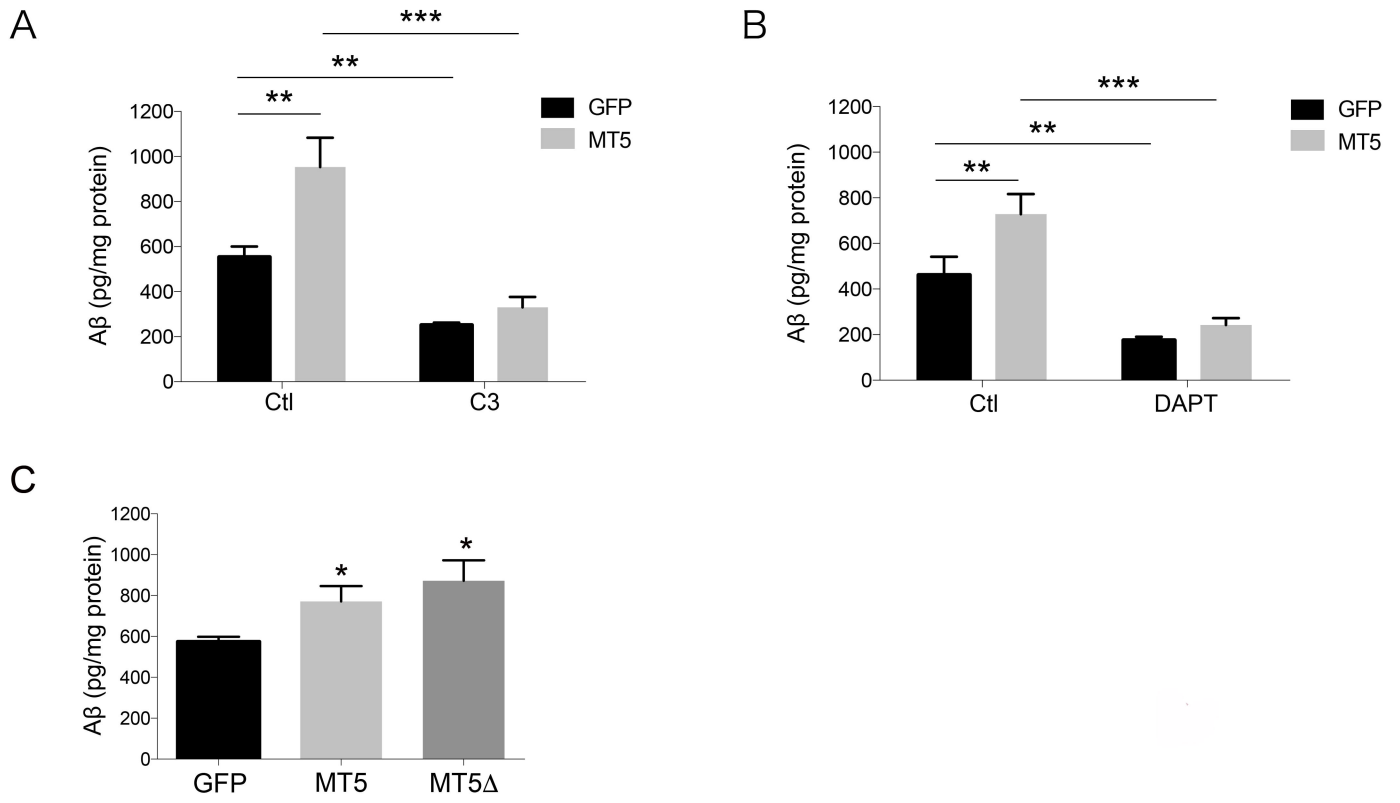 A
***
**
**
GFP
MT5
1200
1000
800
600
400
200
0
Aβ (pg/mg protein)
Ctl C3
B
***
**
**
GFP
MT5
1200
1000
800
600
400
200
0
Aβ (pg/mg protein)
Ctl DAPT
C
1200
1000
800
600
400
200
0
Aβ (pg/mg protein)
*
*
GFP MT5 MT5Δ